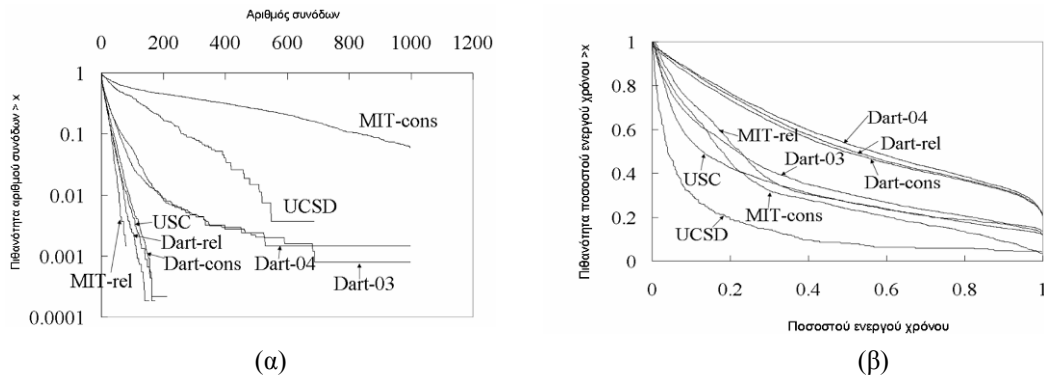 Αριθμός συνόδων
0 200 400 600 800 1000 1200
Πιθανότητα αριθμού συνόδων > x
1
0.1
0.01
0.001
0.0001
MIT-cons
UCSD
USC
Dart-rel
Dart-cons
MIT-rel
Dart-04
Dart-03
(α)
Πιθανότητα ποσοστού ενεργού χρόνου >x
1
0.8
0.6
0.4
0.2
0
Dart-04
Dart-rel
Dart-cons
MIT-rel
Dart-03
USC
MIT-cons
UCSD
0 0.2 0.4 0.6 0.8 1
Ποσοστού ενεργού χρόνου
(β)